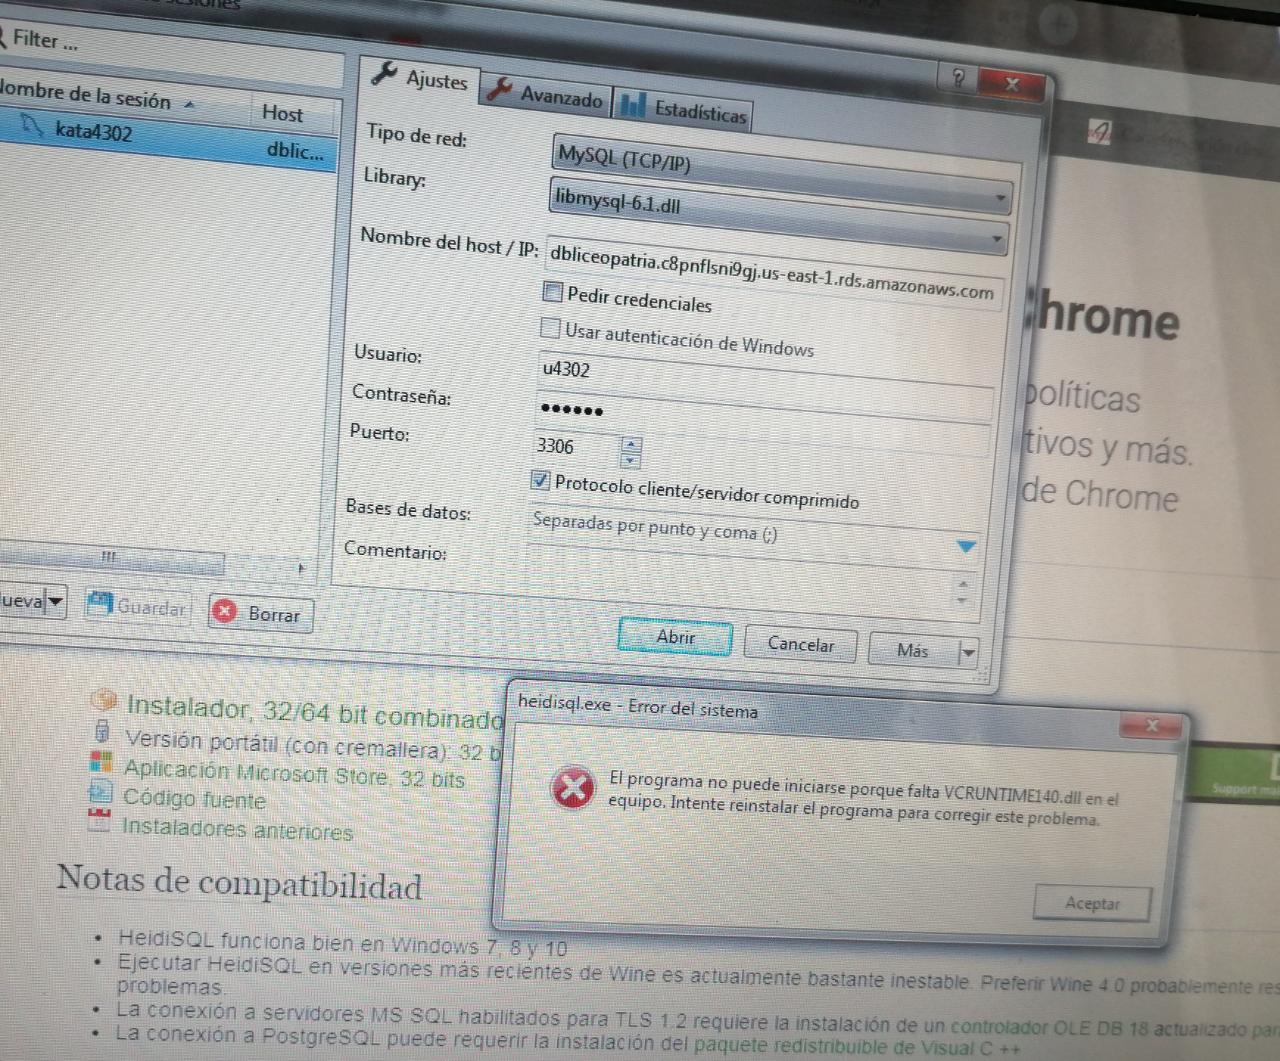 sesiones
Filter ...
Nombre de la sesión
Host
kata4302
dblic...
Ajustes
Avanzado
Estadísticas
Tipo de red:
MySQL (TCP/IP)
Library:
libmysql-6.1.dll
Nombre del host / IP:
dbliceopatria.c8pnflsni9gj.us-east-1.rds.amazonaws.com
Pedir credenciales
Usar autenticación de Windows
Usuario:
u4302
Contraseña:
••••••
Puerto:
3306
Protocolo cliente/servidor comprimido
Bases de datos:
Separadas por punto y coma (;)
Comentario:
ueva
Guardar
Borrar
Abrir
Cancelar
Más
hrome
políticas
tivos y más.
de Chrome
Instalador, 32/64 bit combinado
Versión portátil (con cremallera): 32 b
Aplicación Microsoft Store, 32 bits
Código fuente
Instaladores anteriores
heidisql.exe - Error del sistema
El programa no puede iniciarse porque falta VCRUNTIME140.dll en el
equipo. Intente reinstalar el programa para corregir este problema.
Aceptar
Support
Notas de compatibilidad
• HeidiSQL funciona bien en Windows 7, 8 y 10
• Ejecutar HeidiSQL en versiones más recientes de Wine es actualmente bastante inestable. Preferir Wine 4.0 probablemente res
problemas.
• La conexión a servidores MS SQL habilitados para TLS 1.2 requiere la instalación de un controlador OLE DB 18 actualizado
• La conexión a PostgreSQL puede requerir la instalación del paquete redistribuible de Visual C ++